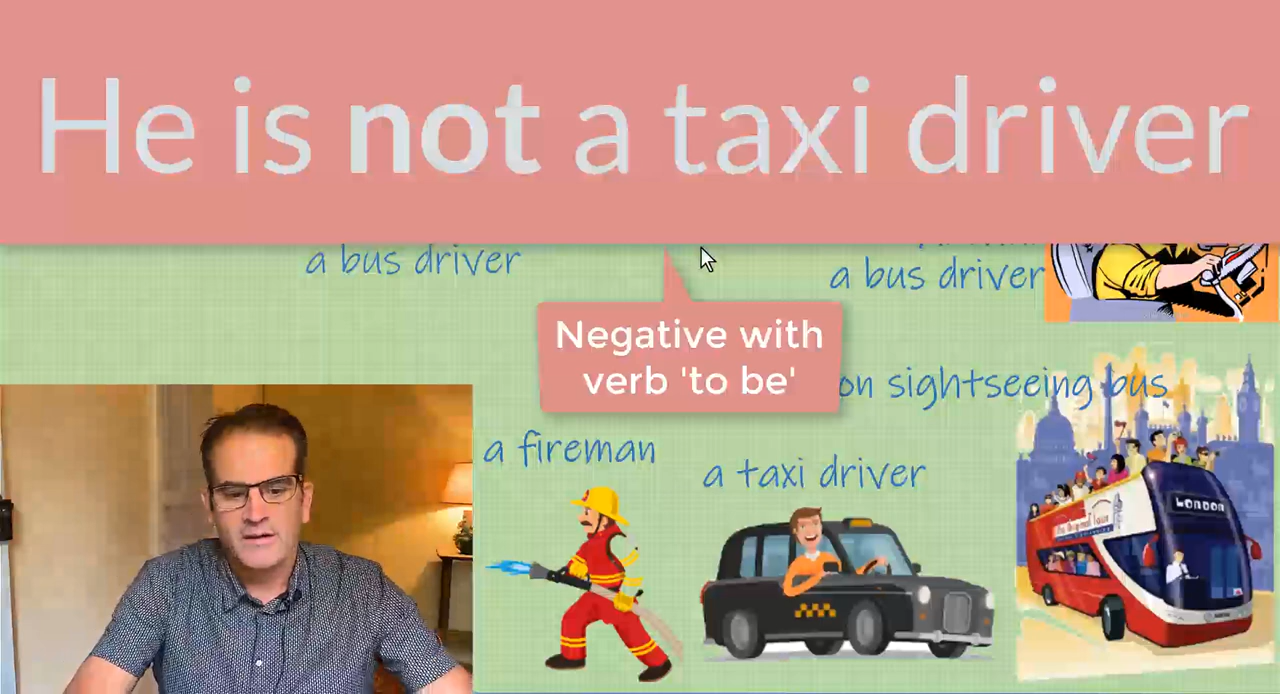 He is not a taxi driver
a bus driver
a bus driver
Negative with
verb 'to be'
on sightseeing bus
a fireman
a taxi driver
LONDON